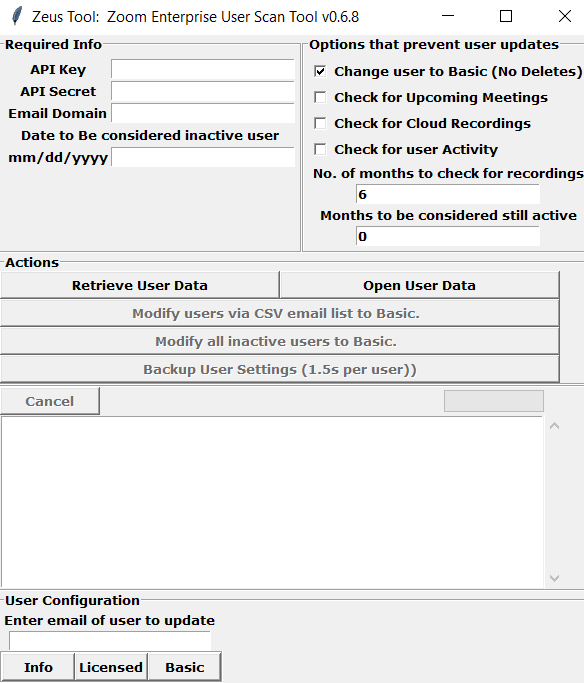 Zeus Tool: Zoom Enterprise User Scan Tool v0.6.8
Required Info
API Key
API Secret
Email Domain
Date to Be considered inactive user
mm/dd/yyyy
Options that prevent user updates
Change user to Basic (No Deletes)
Check for Upcoming Meetings
Check for Cloud Recordings
Check for user Activity
No. of months to check for recordings
6
Months to be considered still active
0
Actions
Retrieve User Data
Open User Data
Modify users via CSV email list to Basic.
Modify all inactive users to Basic.
Backup User Settings (1.5s per user))
Cancel
User Configuration
Enter email of user to update
Info
Licensed
Basic